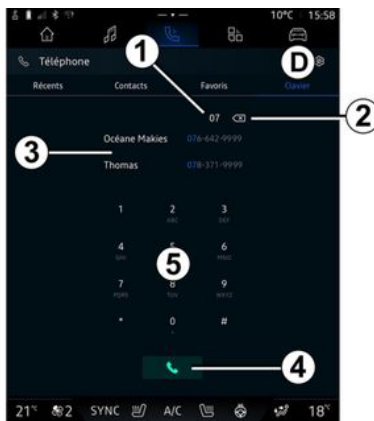 10°C 15:58
Téléphone
D
Récents Contacts Favoris Clavier
1
07
2
Océane Makies 076-642-9999
3
Thomas 078-371-9999
1 2 3
ABC DEF
4 5 6
GHI MNO
7 8 9
PQRS TUV WXYZ
* 0 #
4
21°C 2 SYNC A/C 18°C